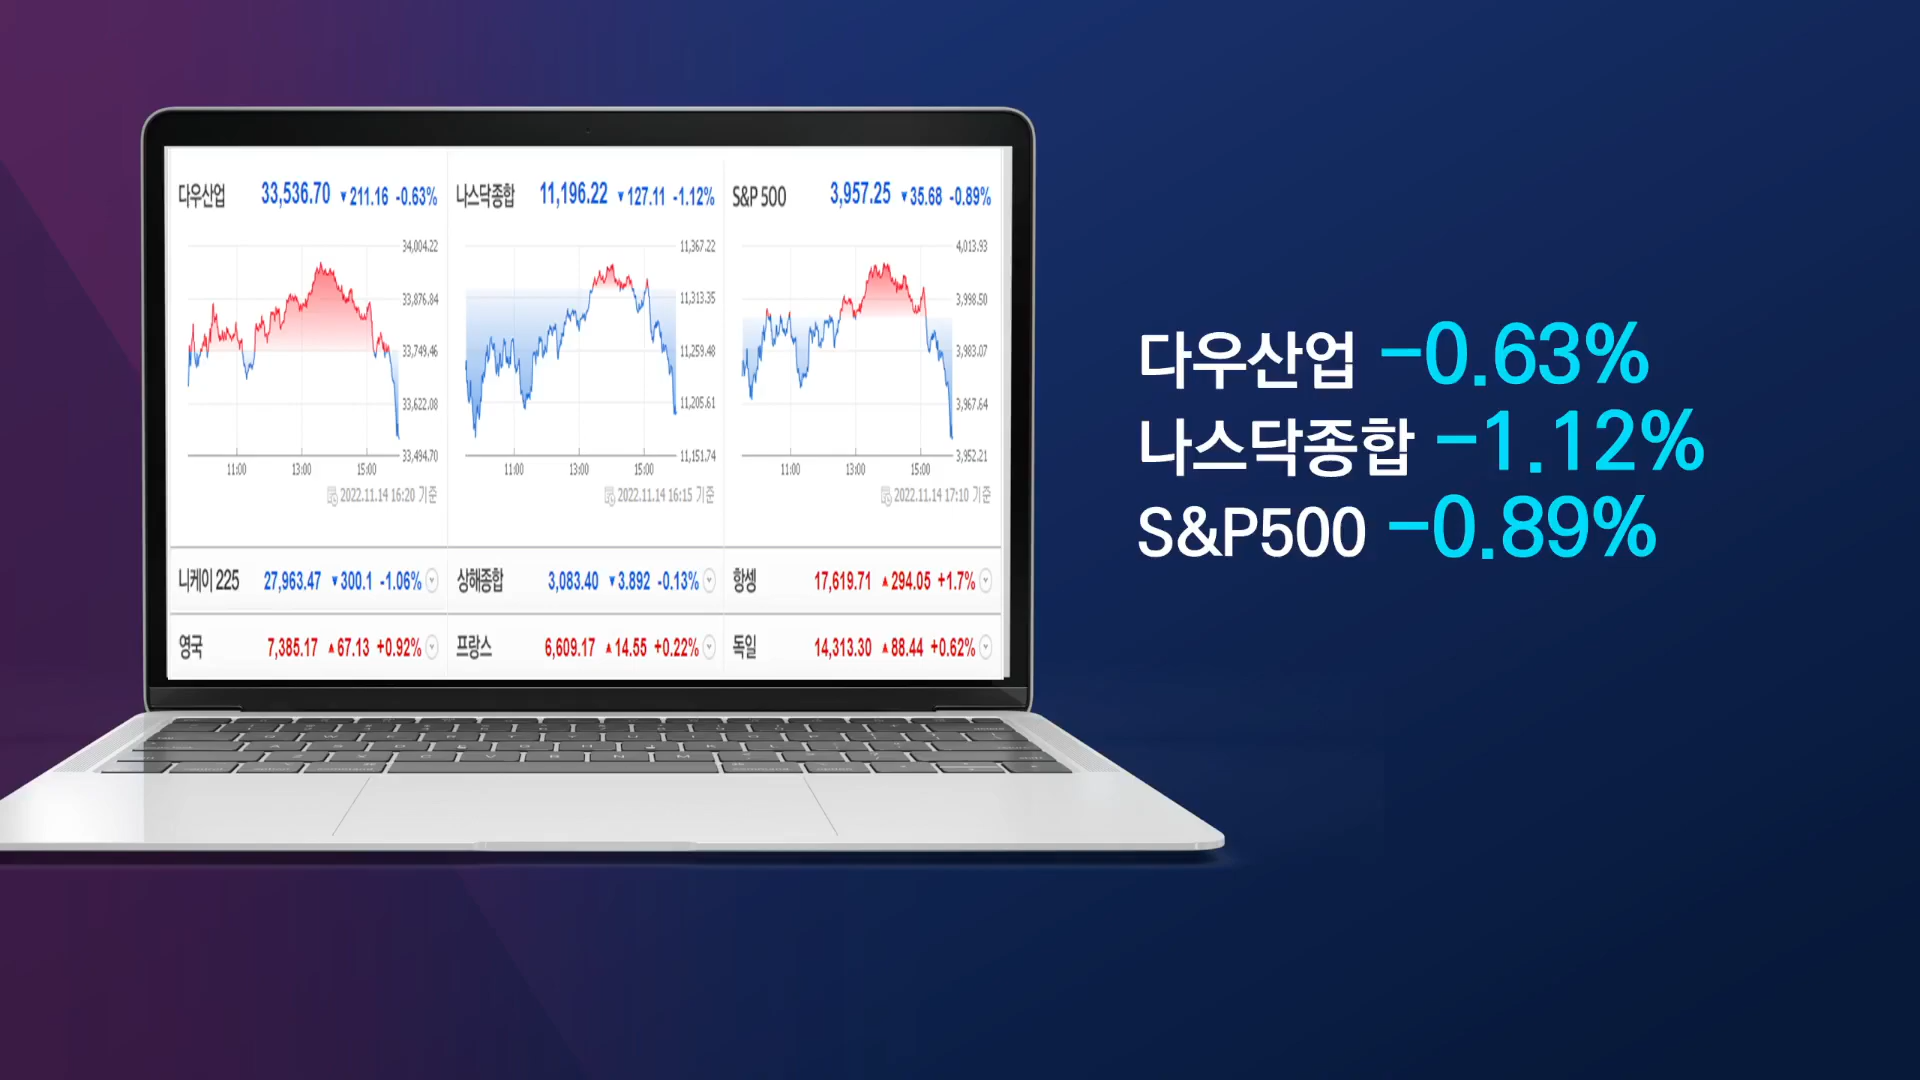 다우산업 33,536.70 ▼211.16 -0.63%
34,004.22
33,876.84
33,749.46
33,622.08
33,494.70
11:00 13:00 15:00
2022.11.14 16:20 기준
나스닥종합 11,196.22 ▼127.11 -1.12%
11,367.22
11,313.35
11,259.48
11,205.61
11,151.74
11:00 13:00 15:00
2022.11.14 16:15 기준
S&P 500 3,957.25 ▼35.68 -0.89%
4,013.93
3,998.50
3,983.07
3,967.64
3,952.21
11:00 13:00 15:00
2022.11.14 17:10 기준
니케이 225 27,963.47 ▼300.1 -1.06%
상해종합 3,083.40 ▼3.892 -0.13%
항셍 17,619.71 ▲294.05 +1.7%
영국 7,385.17 ▲67.13 +0.92%
프랑스 6,609.17 ▲14.55 +0.22%
독일 14,313.30 ▲88.44 +0.62%
다우산업 -0.63%
나스닥종합 -1.12%
S&P500 -0.89%